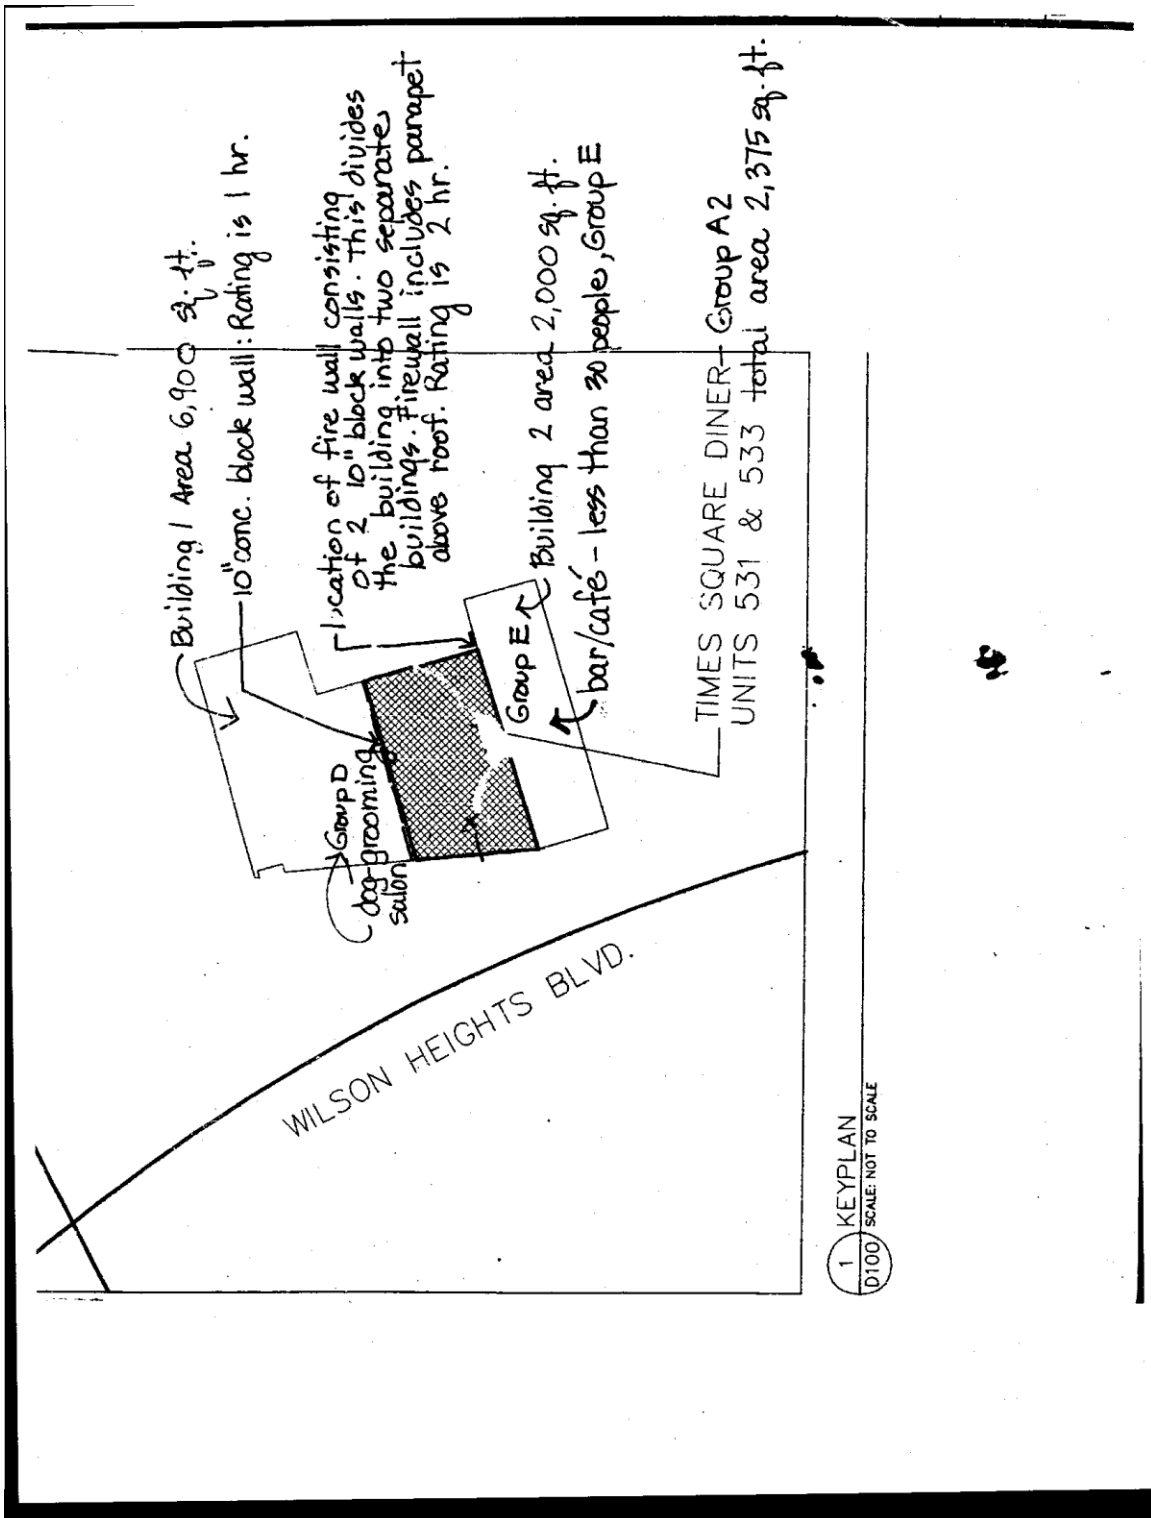 Building 1 Area 6,900 sq. ft.
10" conc. block wall: Rating is 1 hr.
location of fire wall consisting
of 2 10" block walls. This divides
the building into two separate
buildings. Firewall includes parapet
above roof. Rating is 2 hr.
Group D
dog-grooming
salon
Group E
Building 2 area 2,000 sq. ft.
bar/café - less than 30 people, Group E
TIMES SQUARE DINER - Group A2
UNITS 531 & 533 total area 2,375 sq. ft.
WILSON HEIGHTS BLVD.
1
D100
KEYPLAN
SCALE: NOT TO SCALE